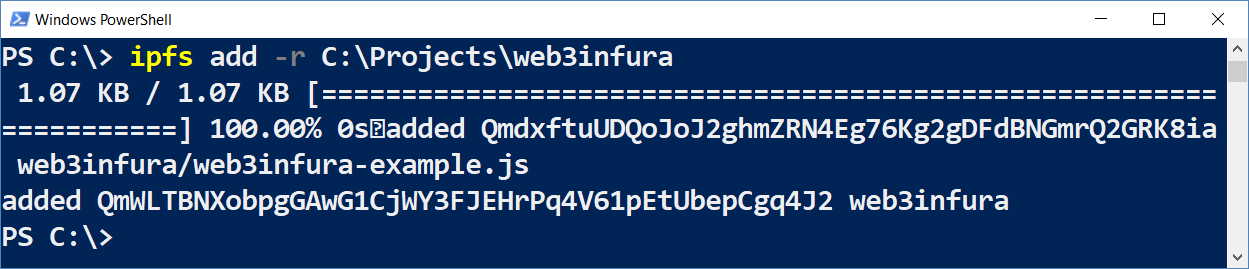 Windows PowerShell
PS C:\> ipfs add -r C:\Projects\web3infura
1.07 KB / 1.07 KB [========================================================
===========] 100.00% 0s added QmdxftuUDQoJoJ2ghmZRN4Eg76Kg2gDFdBNGmrQ2GRK8ia
web3infura/web3infura-example.js
added QmWLTBNXobpgGAwG1CjWY3FJEHrPq4V61pEtUbepCgq4J2 web3infura
PS C:\>